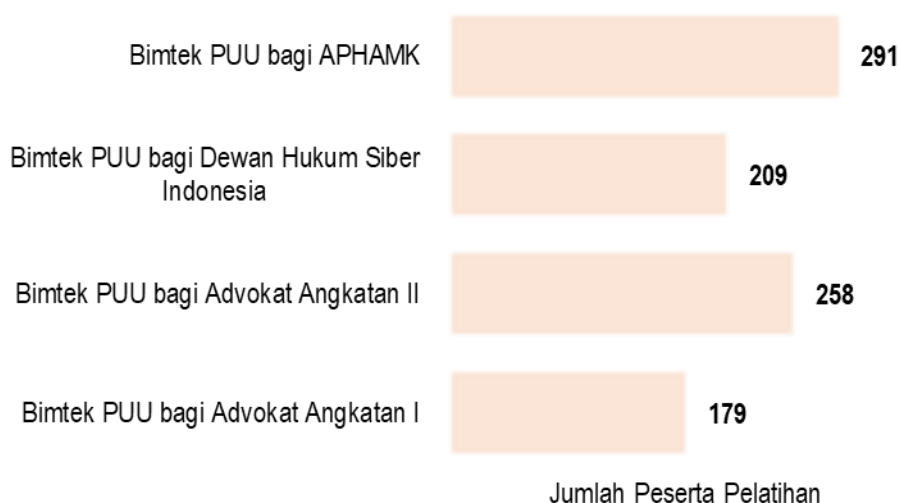 Bimtek PUU bagi APHAMK
291
Bimtek PUU bagi Dewan Hukum Siber
Indonesia
209
Bimtek PUU bagi Advokat Angkatan II
258
Bimtek PUU bagi Advokat Angkatan I
179
Jumlah Peserta Pelatihan